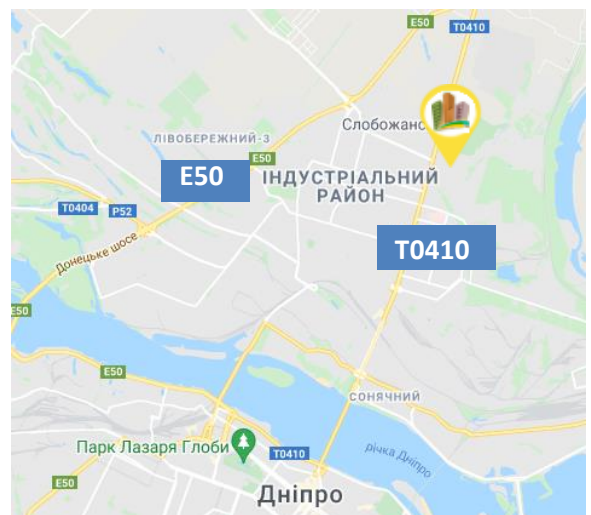 E50
T0410
Слобожанс
ЛІВОБЕРЕЖНИЙ-3
E50
E50
ІНДУСТРІАЛЬНИЙ
РАЙОН
T0404
P52
Донецьке шосе
T0410
E50
E50
СОНЯЧНИЙ
Парк Лазаря Глоби
T0410
річка Дніпро
E50
Дніпро